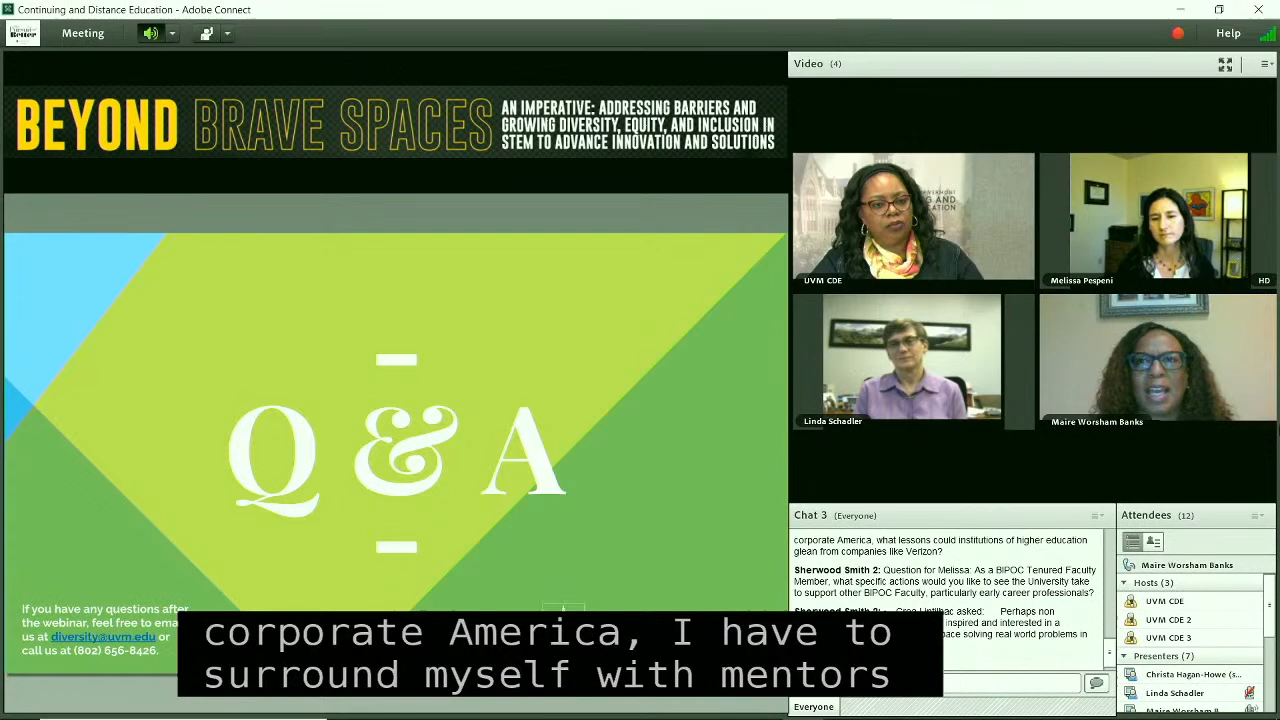 Continuing and Distance Education - Adobe Connect
Meeting
Help
BEYOND BRAVE SPACES
AN IMPERATIVE: ADDRESSING BARRIERS AND
GROWING DIVERSITY, EQUITY, AND INCLUSION IN
STEM TO ADVANCE INNOVATION AND SOLUTIONS
Q & A
If you have any questions after
the webinar, feel free to ema
us at diversity@uvm.edu or
call us at (802) 656-8426.
corporate America, I have to
surround myself with mentors
Video (4)
UVM CDE
Melissa Pespeni
HD
Linda Schadler
Maire Worsham Banks
Chat 3 (Everyone)
corporate America, what lessons could institutions of higher education
glean from companies like Verizon?
Sherwood Smith 2: Question for Melissa: As a BIPOC Tenured Faculty
Member, what specific actions would you like to see the University take
to support other BIPOC Faculty, particularly early career professionals?
asked: Perhaps non
inspired and interested in a
ace solving real world problems in
Everyone
Attendees (12)
Maire Worsham Banks
Hosts (3)
UVM CDE
UVM CDE 2
UVM CDE 3
Presenters (7)
Christa Hagan-Howe (s...
Linda Schadler
Maire Worsham B...